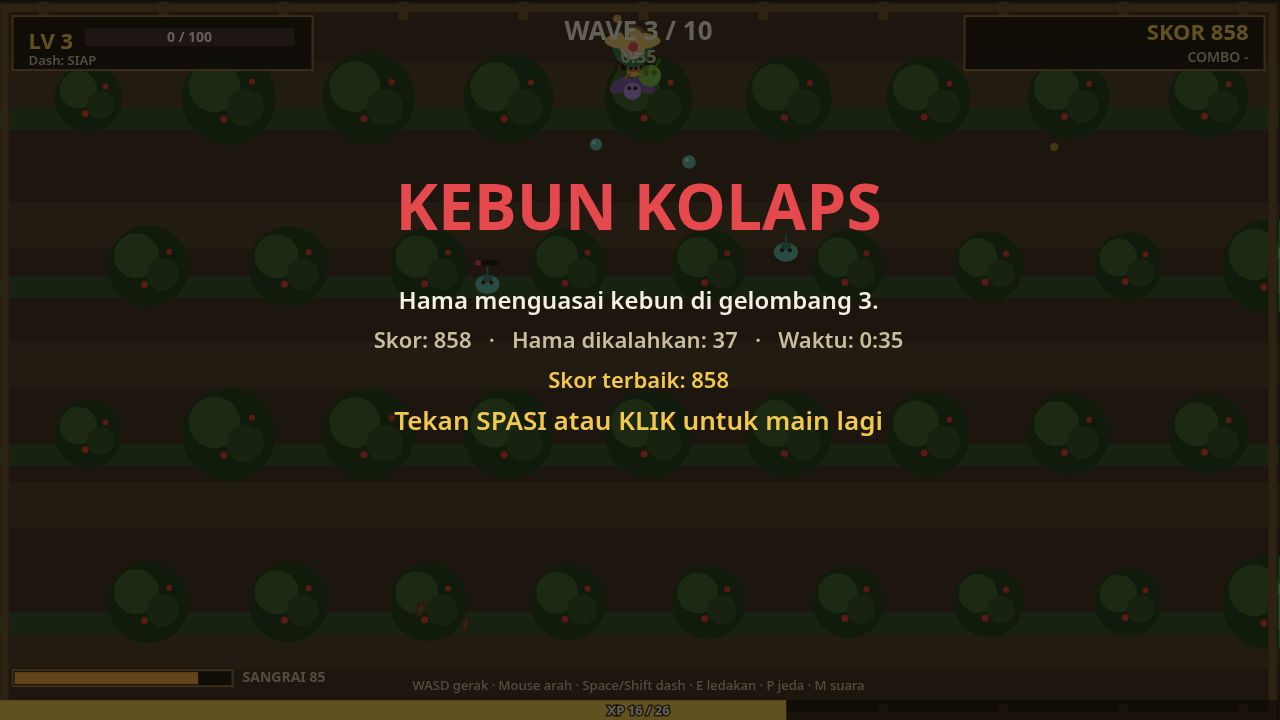 LV 3
0 / 100
Dash: SIAP
WAVE 3 / 10
0:35
SKOR 858
COMBO -
KEBUN KOLAPS
Hama menguasai kebun di gelombang 3.
Skor: 858 · Hama dikalahkan: 37 · Waktu: 0:35
Skor terbaik: 858
Tekan SPASI atau KLIK untuk main lagi
SANGRAI 85
WASD gerak · Mouse arah · Space/Shift dash · E ledakan · P jeda · M suara
XP 16 / 26